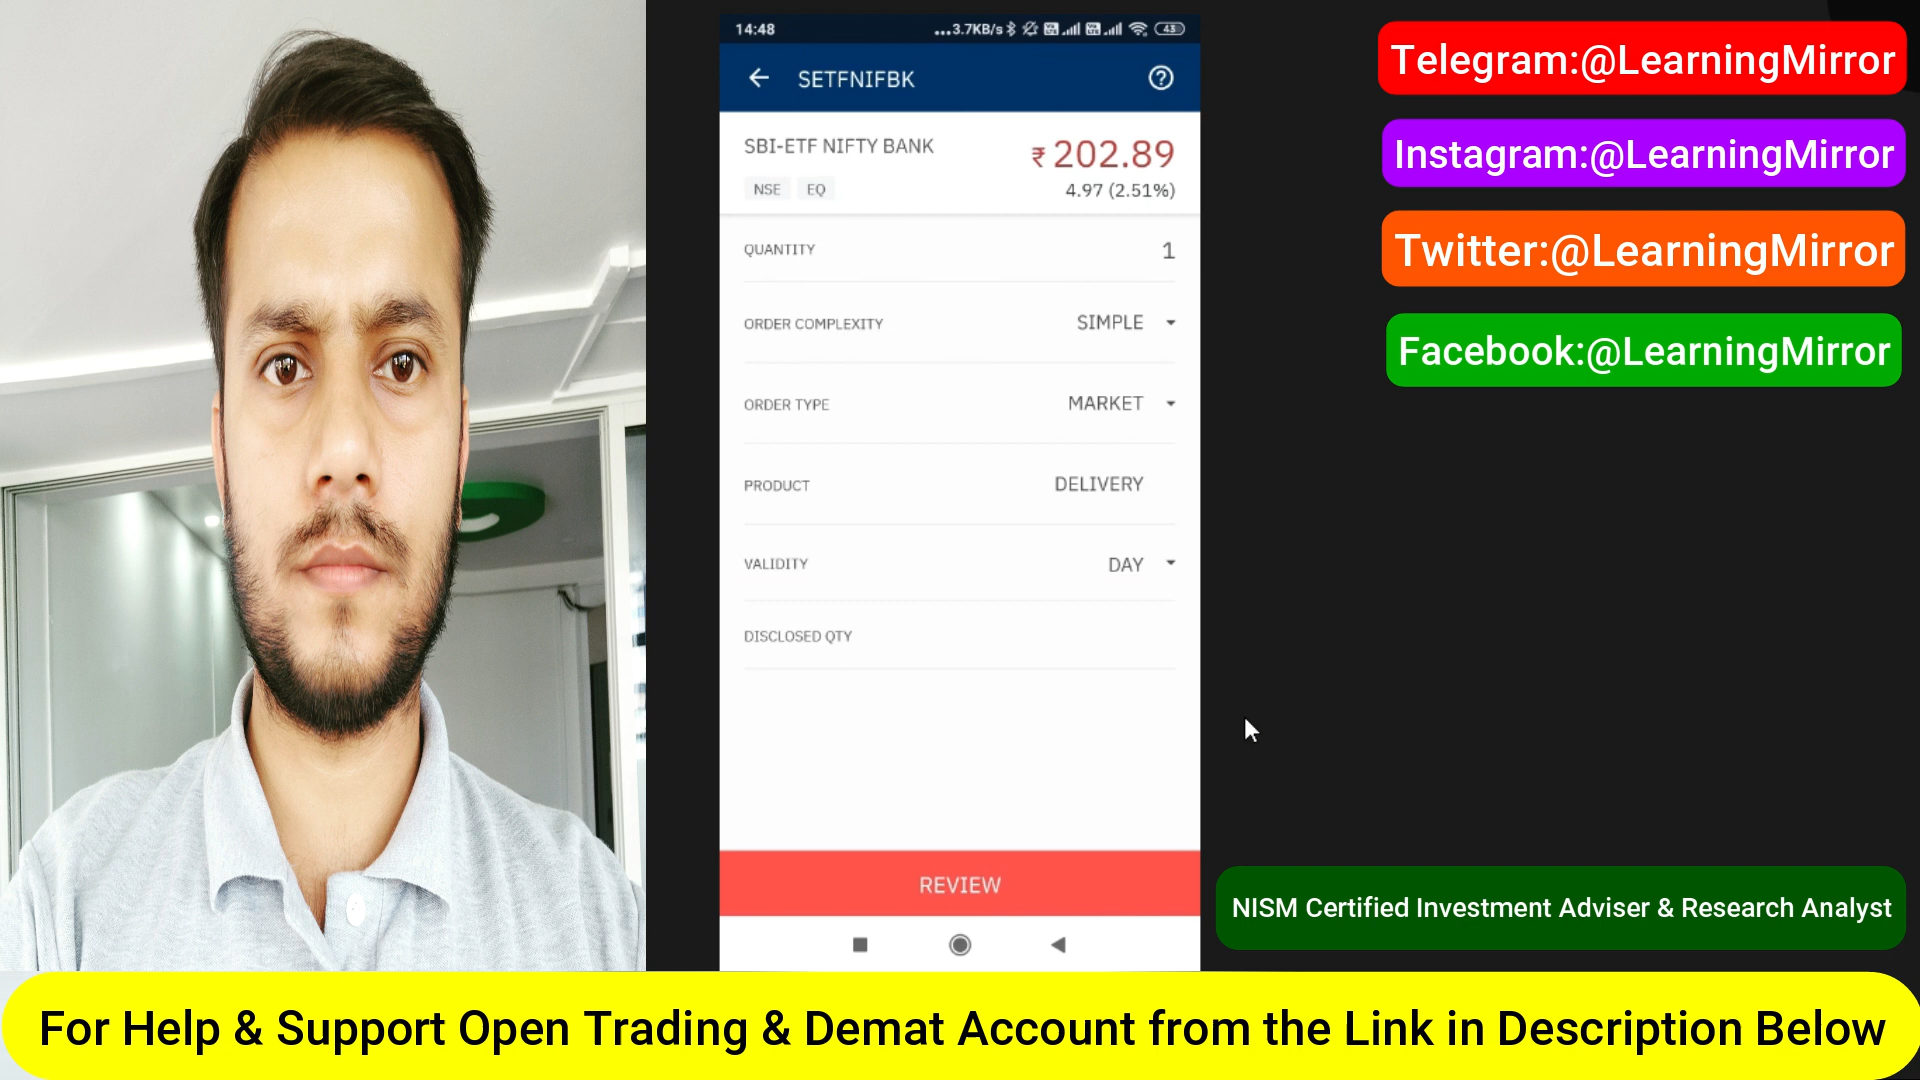 14:48
...3.7KB/s
43
SETFNIFBK
SBI-ETF NIFTY BANK
₹ 202.89
NSE EQ
4.97 (2.51%)
QUANTITY 1
ORDER COMPLEXITY SIMPLE
ORDER TYPE MARKET
PRODUCT DELIVERY
VALIDITY DAY
DISCLOSED QTY
REVIEW
Telegram:@LearningMirror
Instagram:@LearningMirror
Twitter:@LearningMirror
Facebook:@LearningMirror
NISM Certified Investment Adviser & Research Analyst
For Help & Support Open Trading & Demat Account from the Link in Description Below